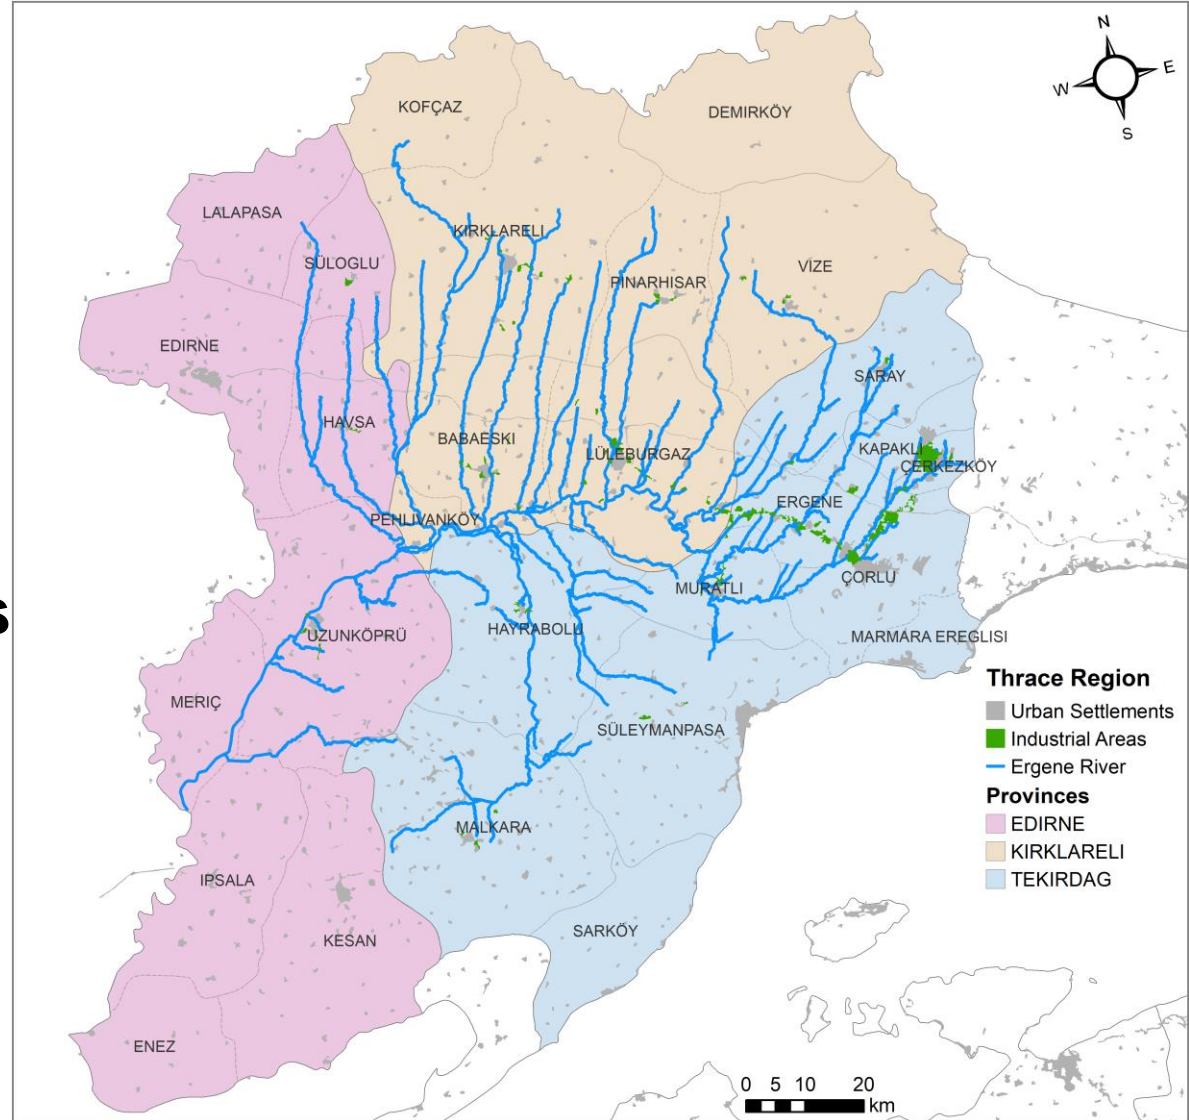 N
W E
S
KOFÇAZ
DEMIRKÖY
LALAPASA
KIRKLARELI
SÜLOGLU
VİZE
PINARHISAR
EDIRNE
SARAY
HAVSA
BABAESKI
LÜLEBURGAZ
KAPAKLI
ÇERKEZKÖY
ERGENE
PEHLIVANKÖY
ÇORLU
MURATLI
s
HAYRABOLU
UZUNKÖPRÜ
MARMARA EREGLISI
MERIÇ
SÜLEYMANPASA
MALKARA
IPSALA
KESAN
SARKÖY
ENEZ
Thrace Region
Urban Settlements
Industrial Areas
Ergene River
Provinces
EDIRNE
KIRKLARELI
TEKIRDAG
0 5 10 20
km